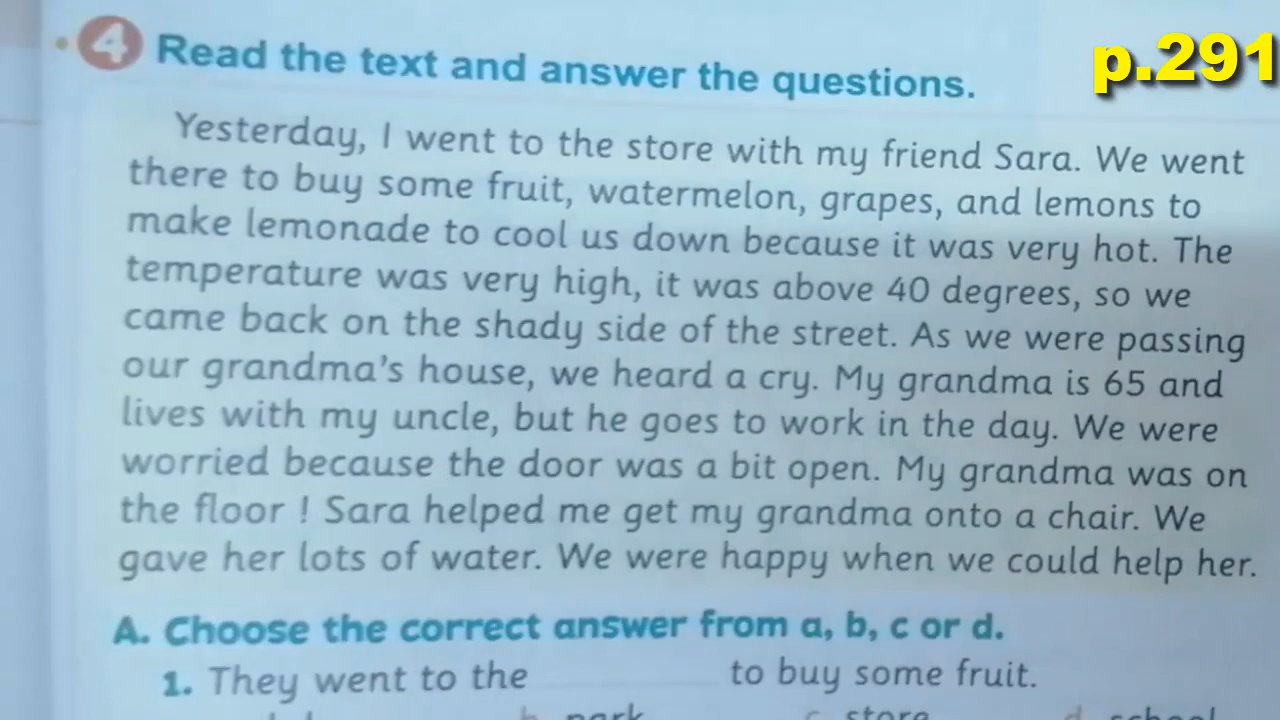 4 Read the text and answer the questions.
p.291
Yesterday, I went to the store with my friend Sara. We went
there to buy some fruit, watermelon, grapes, and lemons to
make lemonade to cool us down because it was very hot. The
temperature was very high, it was above 40 degrees, so we
came back on the shady side of the street. As we were passing
our grandma's house, we heard a cry. My grandma is 65 and
lives with my uncle, but he goes to work in the day. We were
worried because the door was a bit open. My grandma was on
the floor ! Sara helped me get my grandma onto a chair. We
gave her lots of water. We were happy when we could help her.
A. Choose the correct answer from a, b, c or d.
1. They went to the to buy some fruit.
b. park c. store d. school